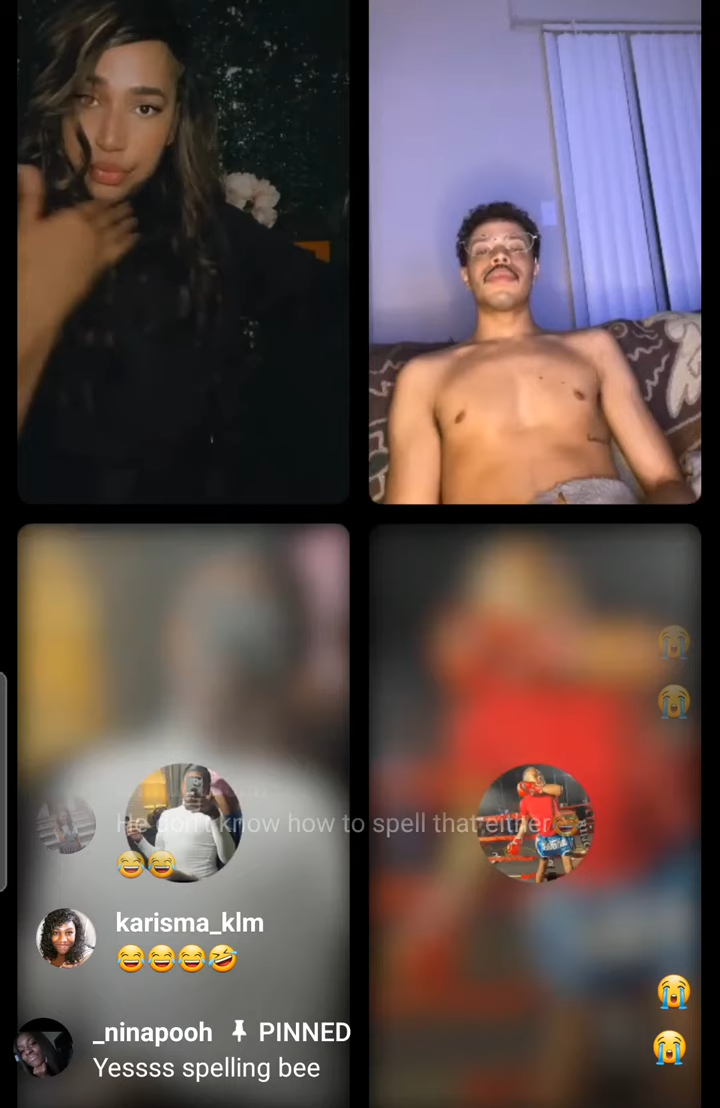 He don't know how to spell that either
😂😂
karisma_klm
😂😂😂🤣
_ninapooh 📌 PINNED
Yessss spelling bee